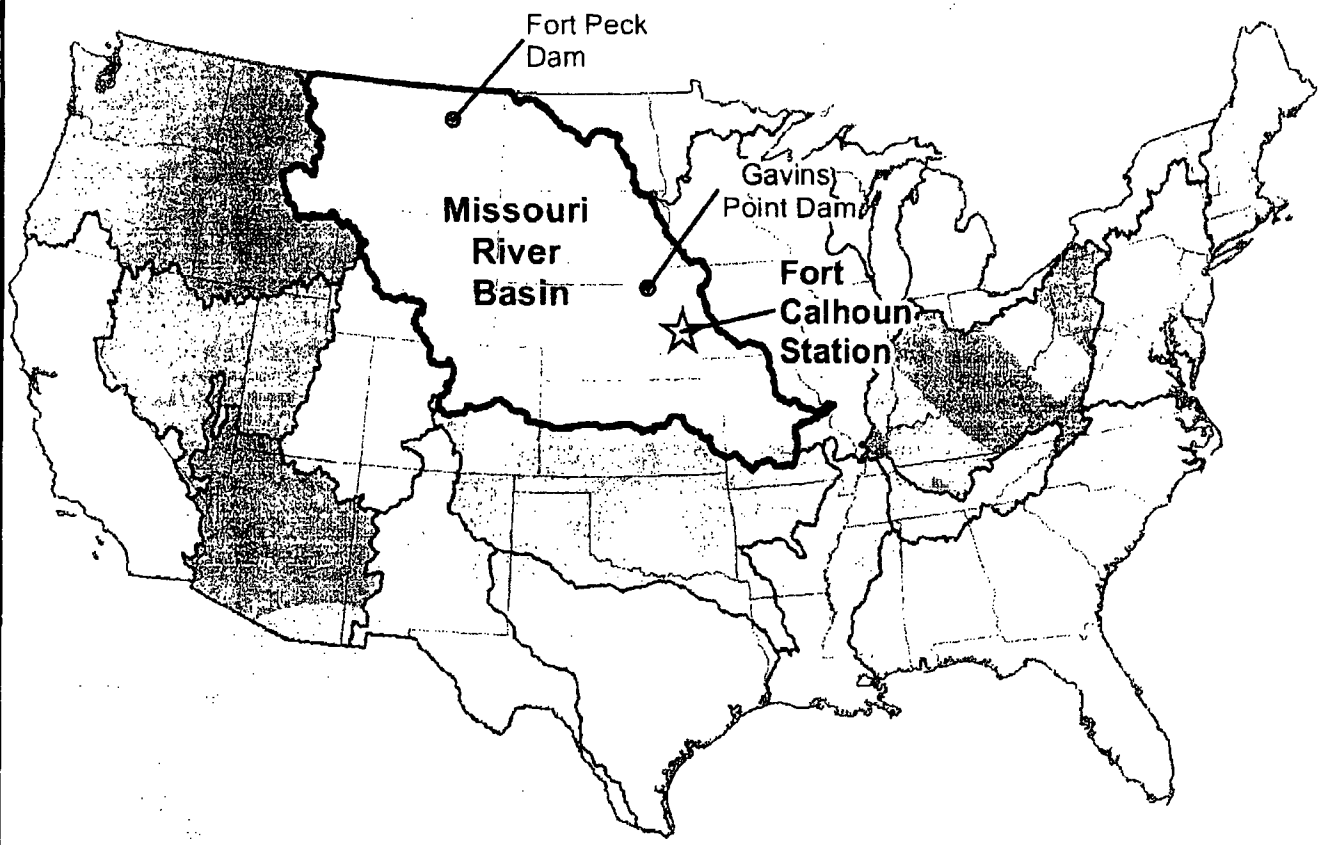 Fort Peck
Dam
Gavins
Point Dam
Missouri
River
Basin
Fort
Calhoun
Station